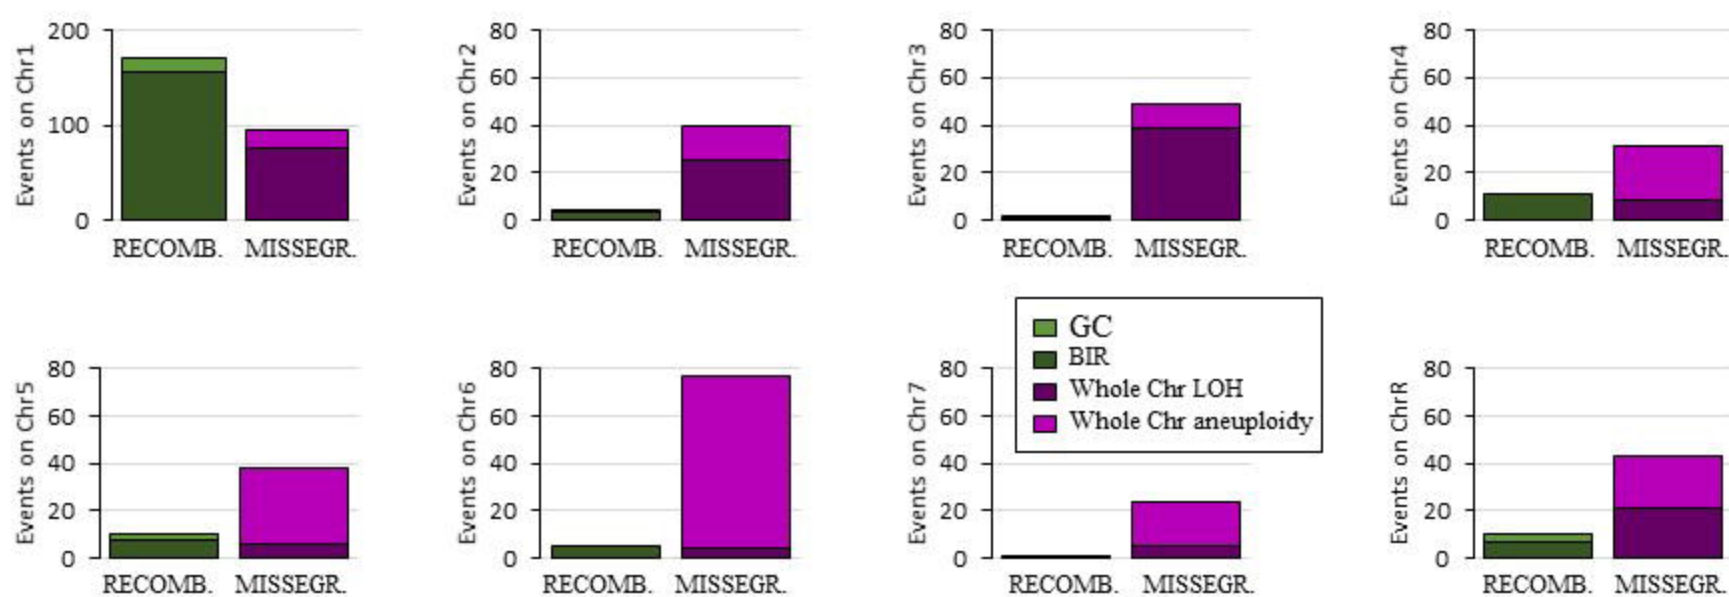 Events on Chr1
200
100
0
RECOMB. MISSEGR.
Events on Chr2
80
60
40
20
0
RECOMB. MISSEGR.
Events on Chr3
80
60
40
20
0
RECOMB. MISSEGR.
Events on Chr4
80
60
40
20
0
RECOMB. MISSEGR.
Events on Chr5
80
60
40
20
0
RECOMB. MISSEGR.
Events on Chr6
80
60
40
20
0
RECOMB. MISSEGR.
Events on Chr7
80
60
40
20
0
RECOMB. MISSEGR.
GC
BIR
Whole Chr LOH
Whole Chr aneuploidy
Events on ChrR
80
60
40
20
0
RECOMB. MISSEGR.